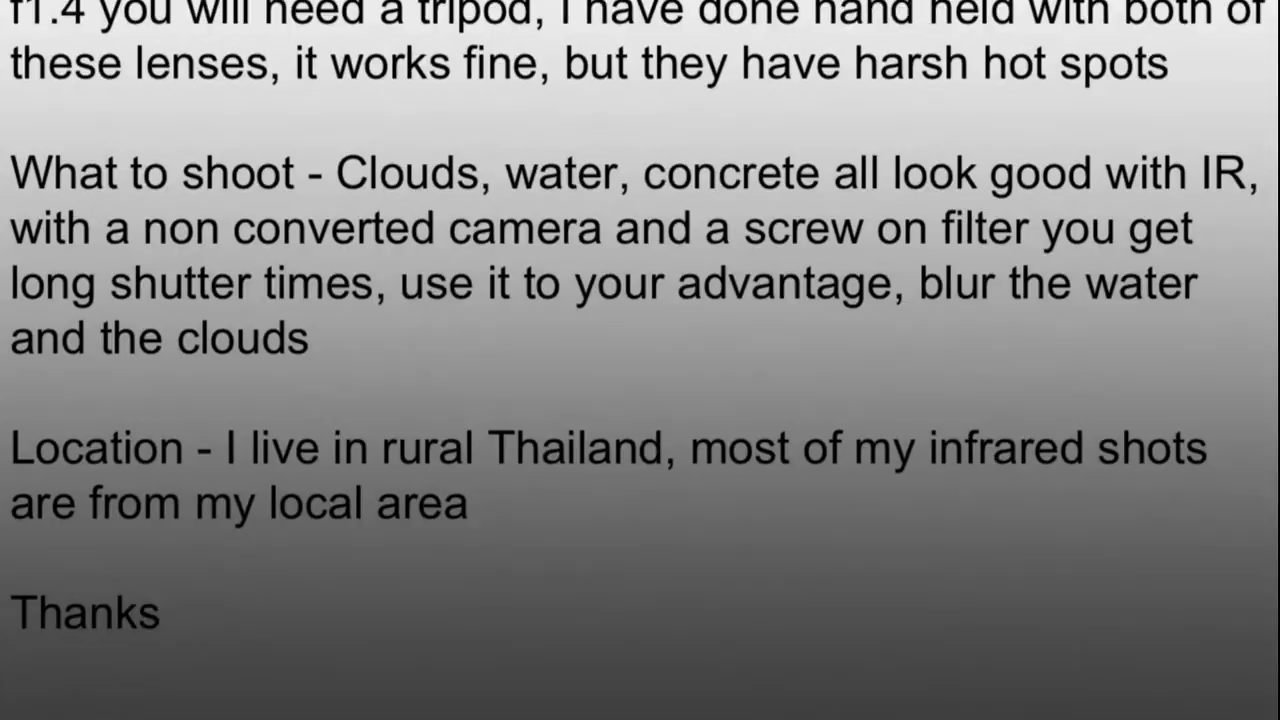 f1.4 you will need a tripod, I have done hand held with both of
these lenses, it works fine, but they have harsh hot spots
What to shoot - Clouds, water, concrete all look good with IR,
with a non converted camera and a screw on filter you get
long shutter times, use it to your advantage, blur the water
and the clouds
Location - I live in rural Thailand, most of my infrared shots
are from my local area
Thanks